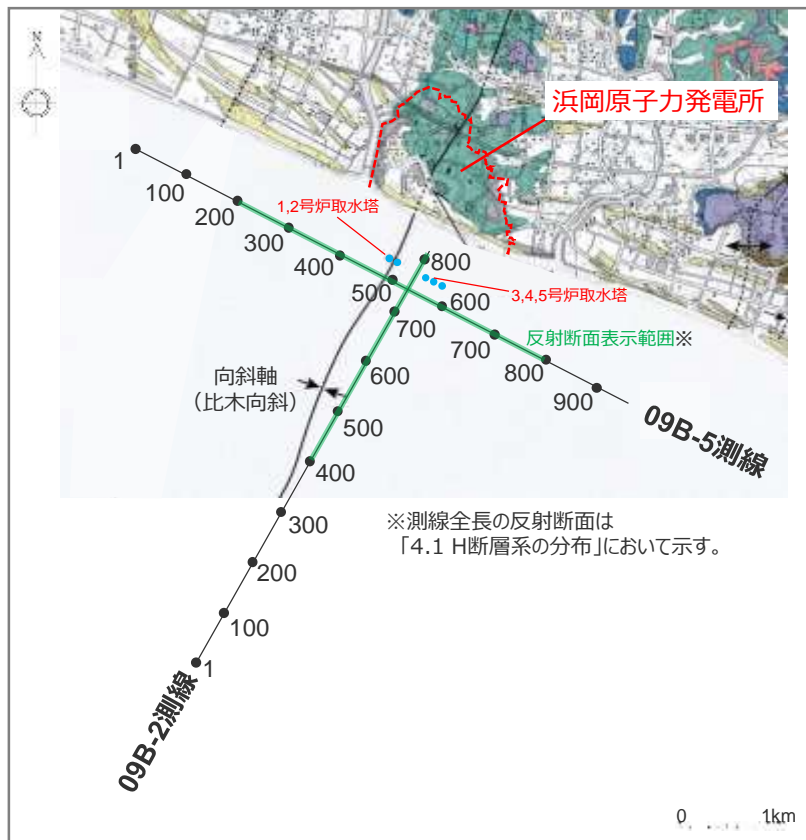 N
浜岡原子力発電所
1
100
200
300
400
500
600
700
800
900
1,2号炉取水塔
3,4,5号炉取水塔
反射断面表示範囲※
09B-5測線
向斜軸
(比木向斜)
800
700
600
500
400
300
200
100
1
09B-2測線
※測線全長の反射断面は
「4.1 H断層系の分布」において示す。
0 1km